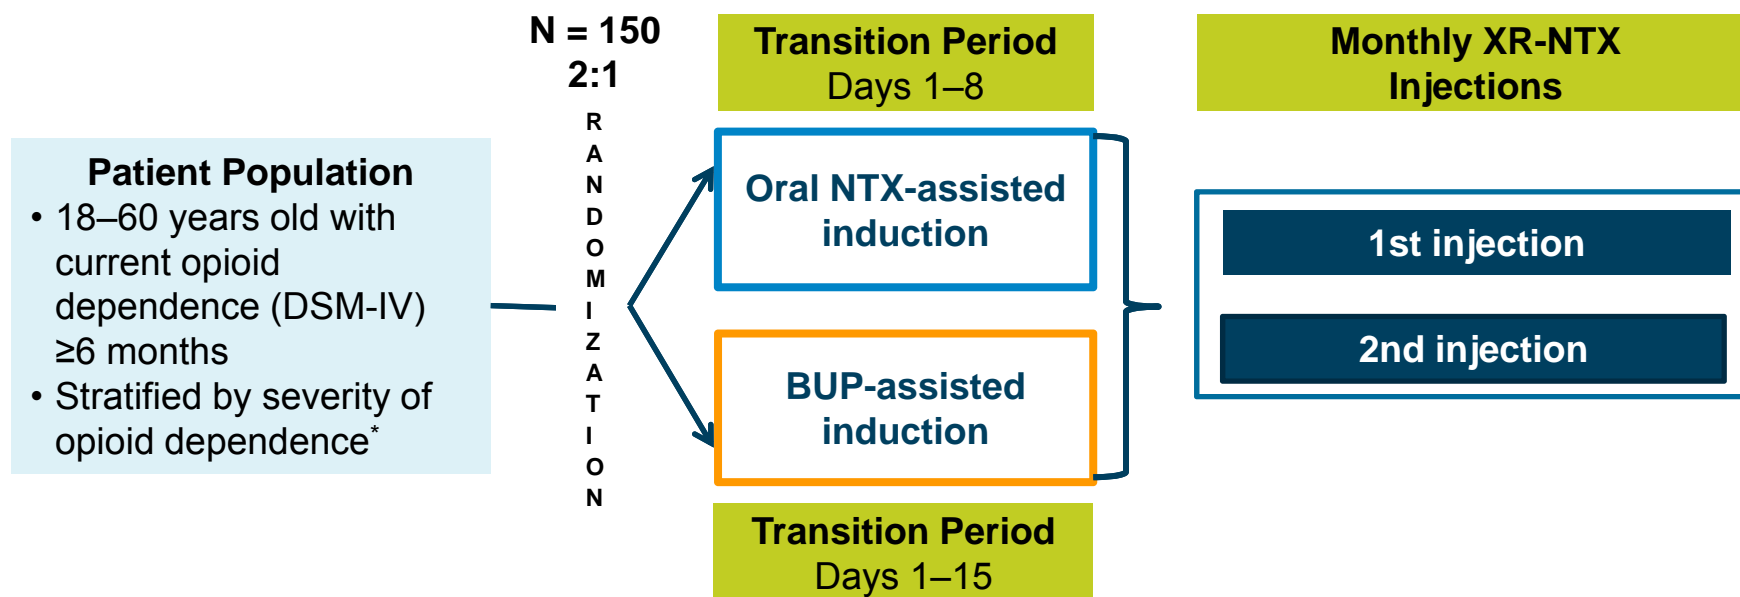 N = 150
2:1
RANDOMIZATION
Patient Population
• 18–60 years old with
current opioid
dependence (DSM-IV)
≥6 months
• Stratified by severity of
opioid dependence*
Transition Period
Days 1–8
Oral NTX-assisted
induction
BUP-assisted
induction
Transition Period
Days 1–15
Monthly XR-NTX
Injections
1st injection
2nd injection